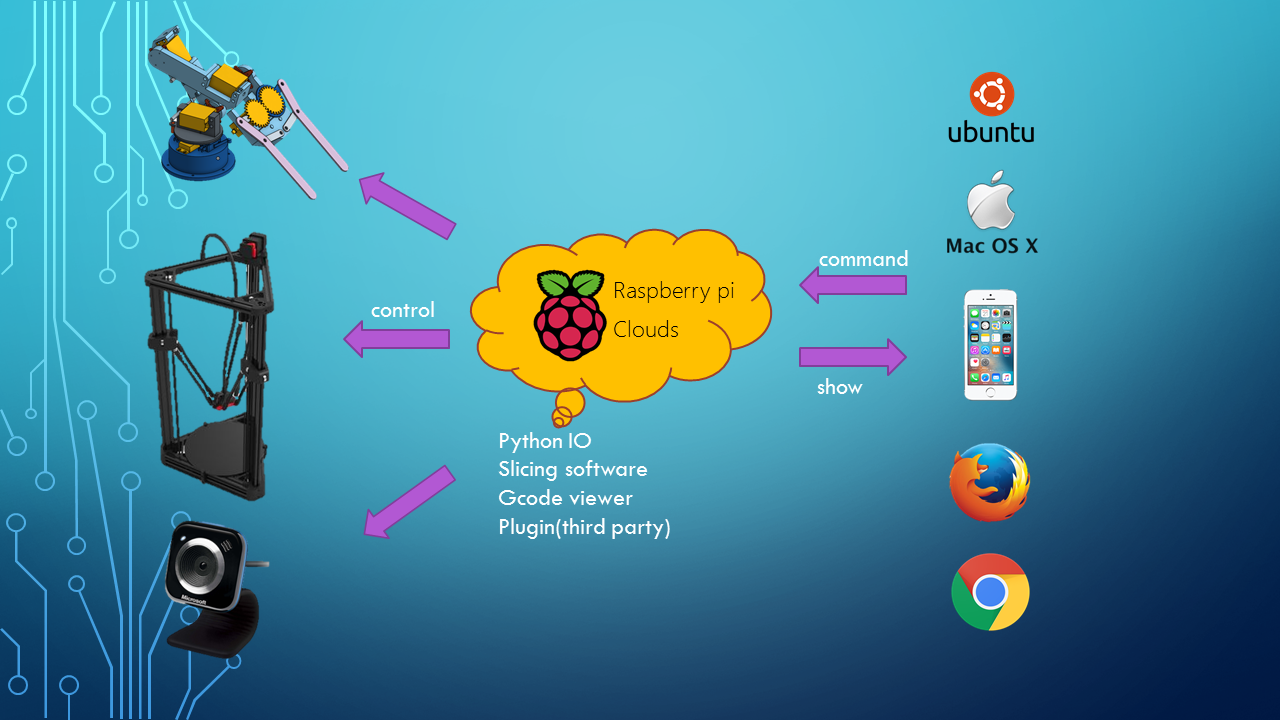 ubuntu
Mac OS X
command
Raspberry pi
Clouds
control
show
Python IO
Slicing software
Gcode viewer
Plugin(third party)
Microsoft